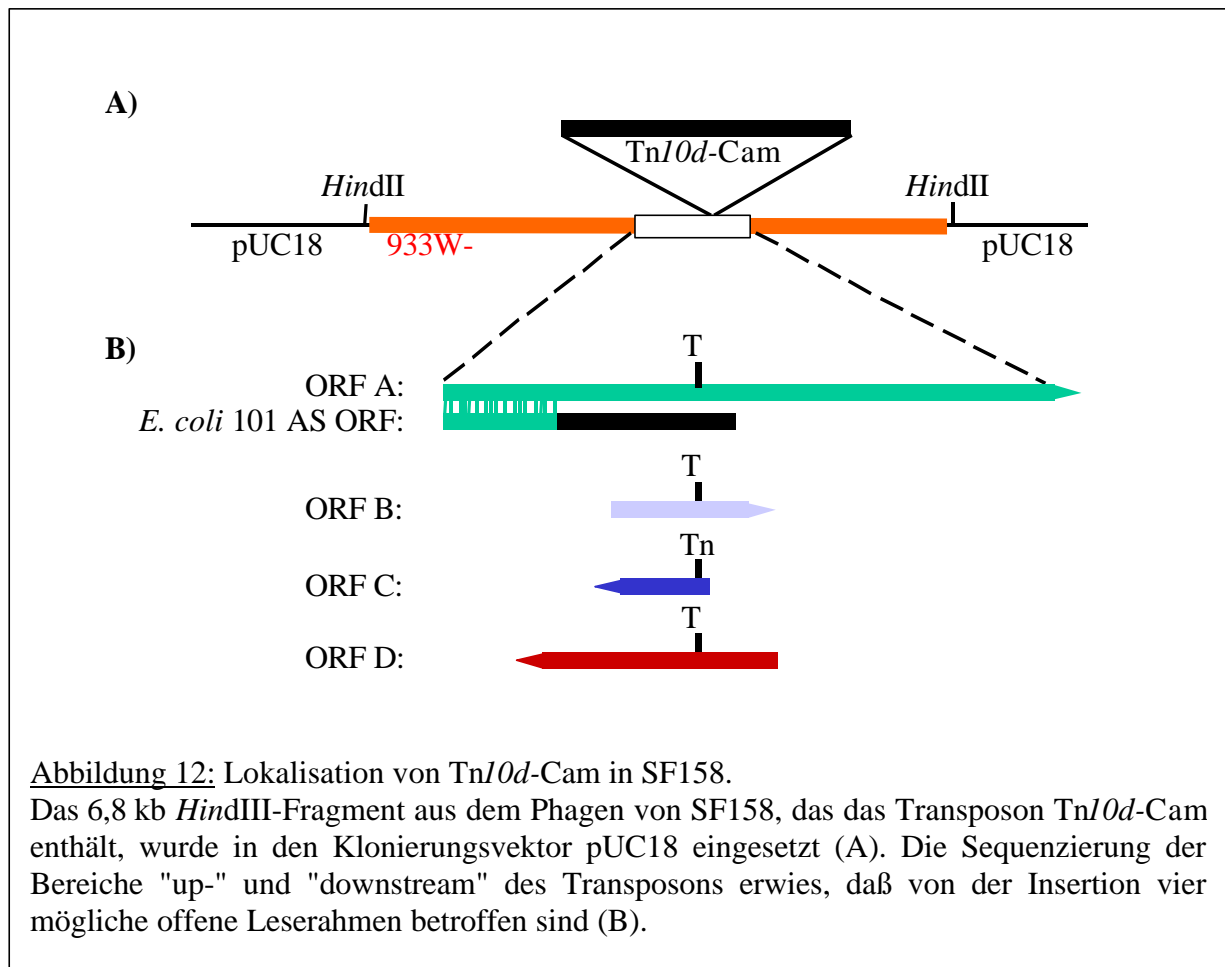 A)
Tn10d-Cam
HindII HindII
pUC18 933W- pUC18
B)
T
ORF A:
E. coli 101 AS ORF:
T
ORF B:
Tn
ORF C:
T
ORF D:
Abbildung 12: Lokalisation von Tn10d-Cam in SF158.
Das 6,8 kb HindIII-Fragment aus dem Phagen von SF158, das das Transposon Tn10d-Cam
enthält, wurde in den Klonierungsvektor pUC18 eingesetzt (A). Die Sequenzierung der
Bereiche "up-" und "downstream" des Transposons erwies, daß von der Insertion vier
mögliche offene Leserahmen betroffen sind (B).